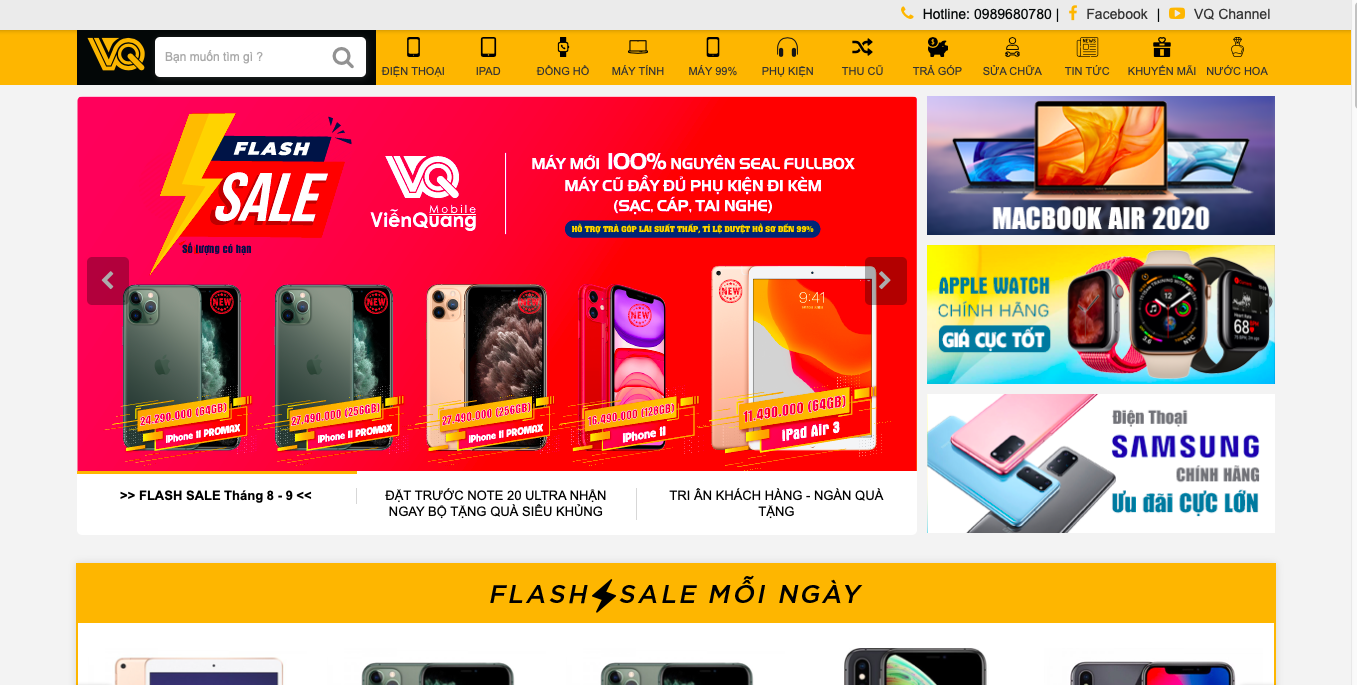 Hotline: 0989680780 | Facebook | VQ Channel
VQ
Bạn muốn tìm gì ?
ĐIỆN THOẠI
IPAD
ĐỒNG HỒ
MÁY TÍNH
MÁY 99%
PHỤ KIỆN
THU CŨ
TRẢ GÓP
SỬA CHỮA
NEWS
TIN TỨC
KHUYẾN MÃI
NƯỚC HOA
FLASH
SALE
Số lượng có hạn
VQ
Mobile
ViễnQuang
MÁY MỚI 100% NGUYÊN SEAL FULLBOX
MÁY CŨ ĐẦY ĐỦ PHỤ KIỆN ĐI KÈM
(SẠC, CÁP, TAI NGHE)
HỖ TRỢ TRẢ GÓP LÃI SUẤT THẤP, TỈ LỆ DUYỆT HỒ SƠ ĐẾN 99%
NEW
24.290.000 (64GB)
iPhone 11 PROMAX
NEW
27.490.000 (256GB)
iPhone 11 PROMAX
NEW
27.490.000 (256GB)
iPhone 11 PROMAX
NEW
16.490.000 (128GB)
iPhone 11
NEW
9:41
11.490.000 (64GB)
iPad Air 3
>> FLASH SALE Tháng 8 - 9 <<
ĐẶT TRƯỚC NOTE 20 ULTRA NHẬN
NGAY BỘ TẶNG QUÀ SIÊU KHỦNG
TRI ÂN KHÁCH HÀNG - NGÀN QUÀ
TẶNG
MACBOOK AIR 2020
APPLE WATCH
CHÍNH HÃNG
GIÁ CỰC TỐT
68
Điện Thoại
SAMSUNG
CHÍNH HÃNG
Ưu đãi CỰC LỚN
FLASH SALE MỖI NGÀY